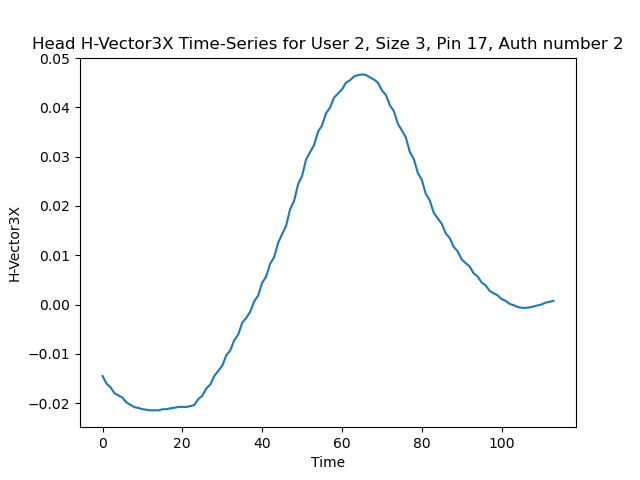 Head H-Vector3X Time-Series for User 2, Size 3, Pin 17, Auth number 2
0.05
0.04
0.03
0.02
0.01
0.00
−0.01
−0.02
H-Vector3X
0 20 40 60 80 100
Time